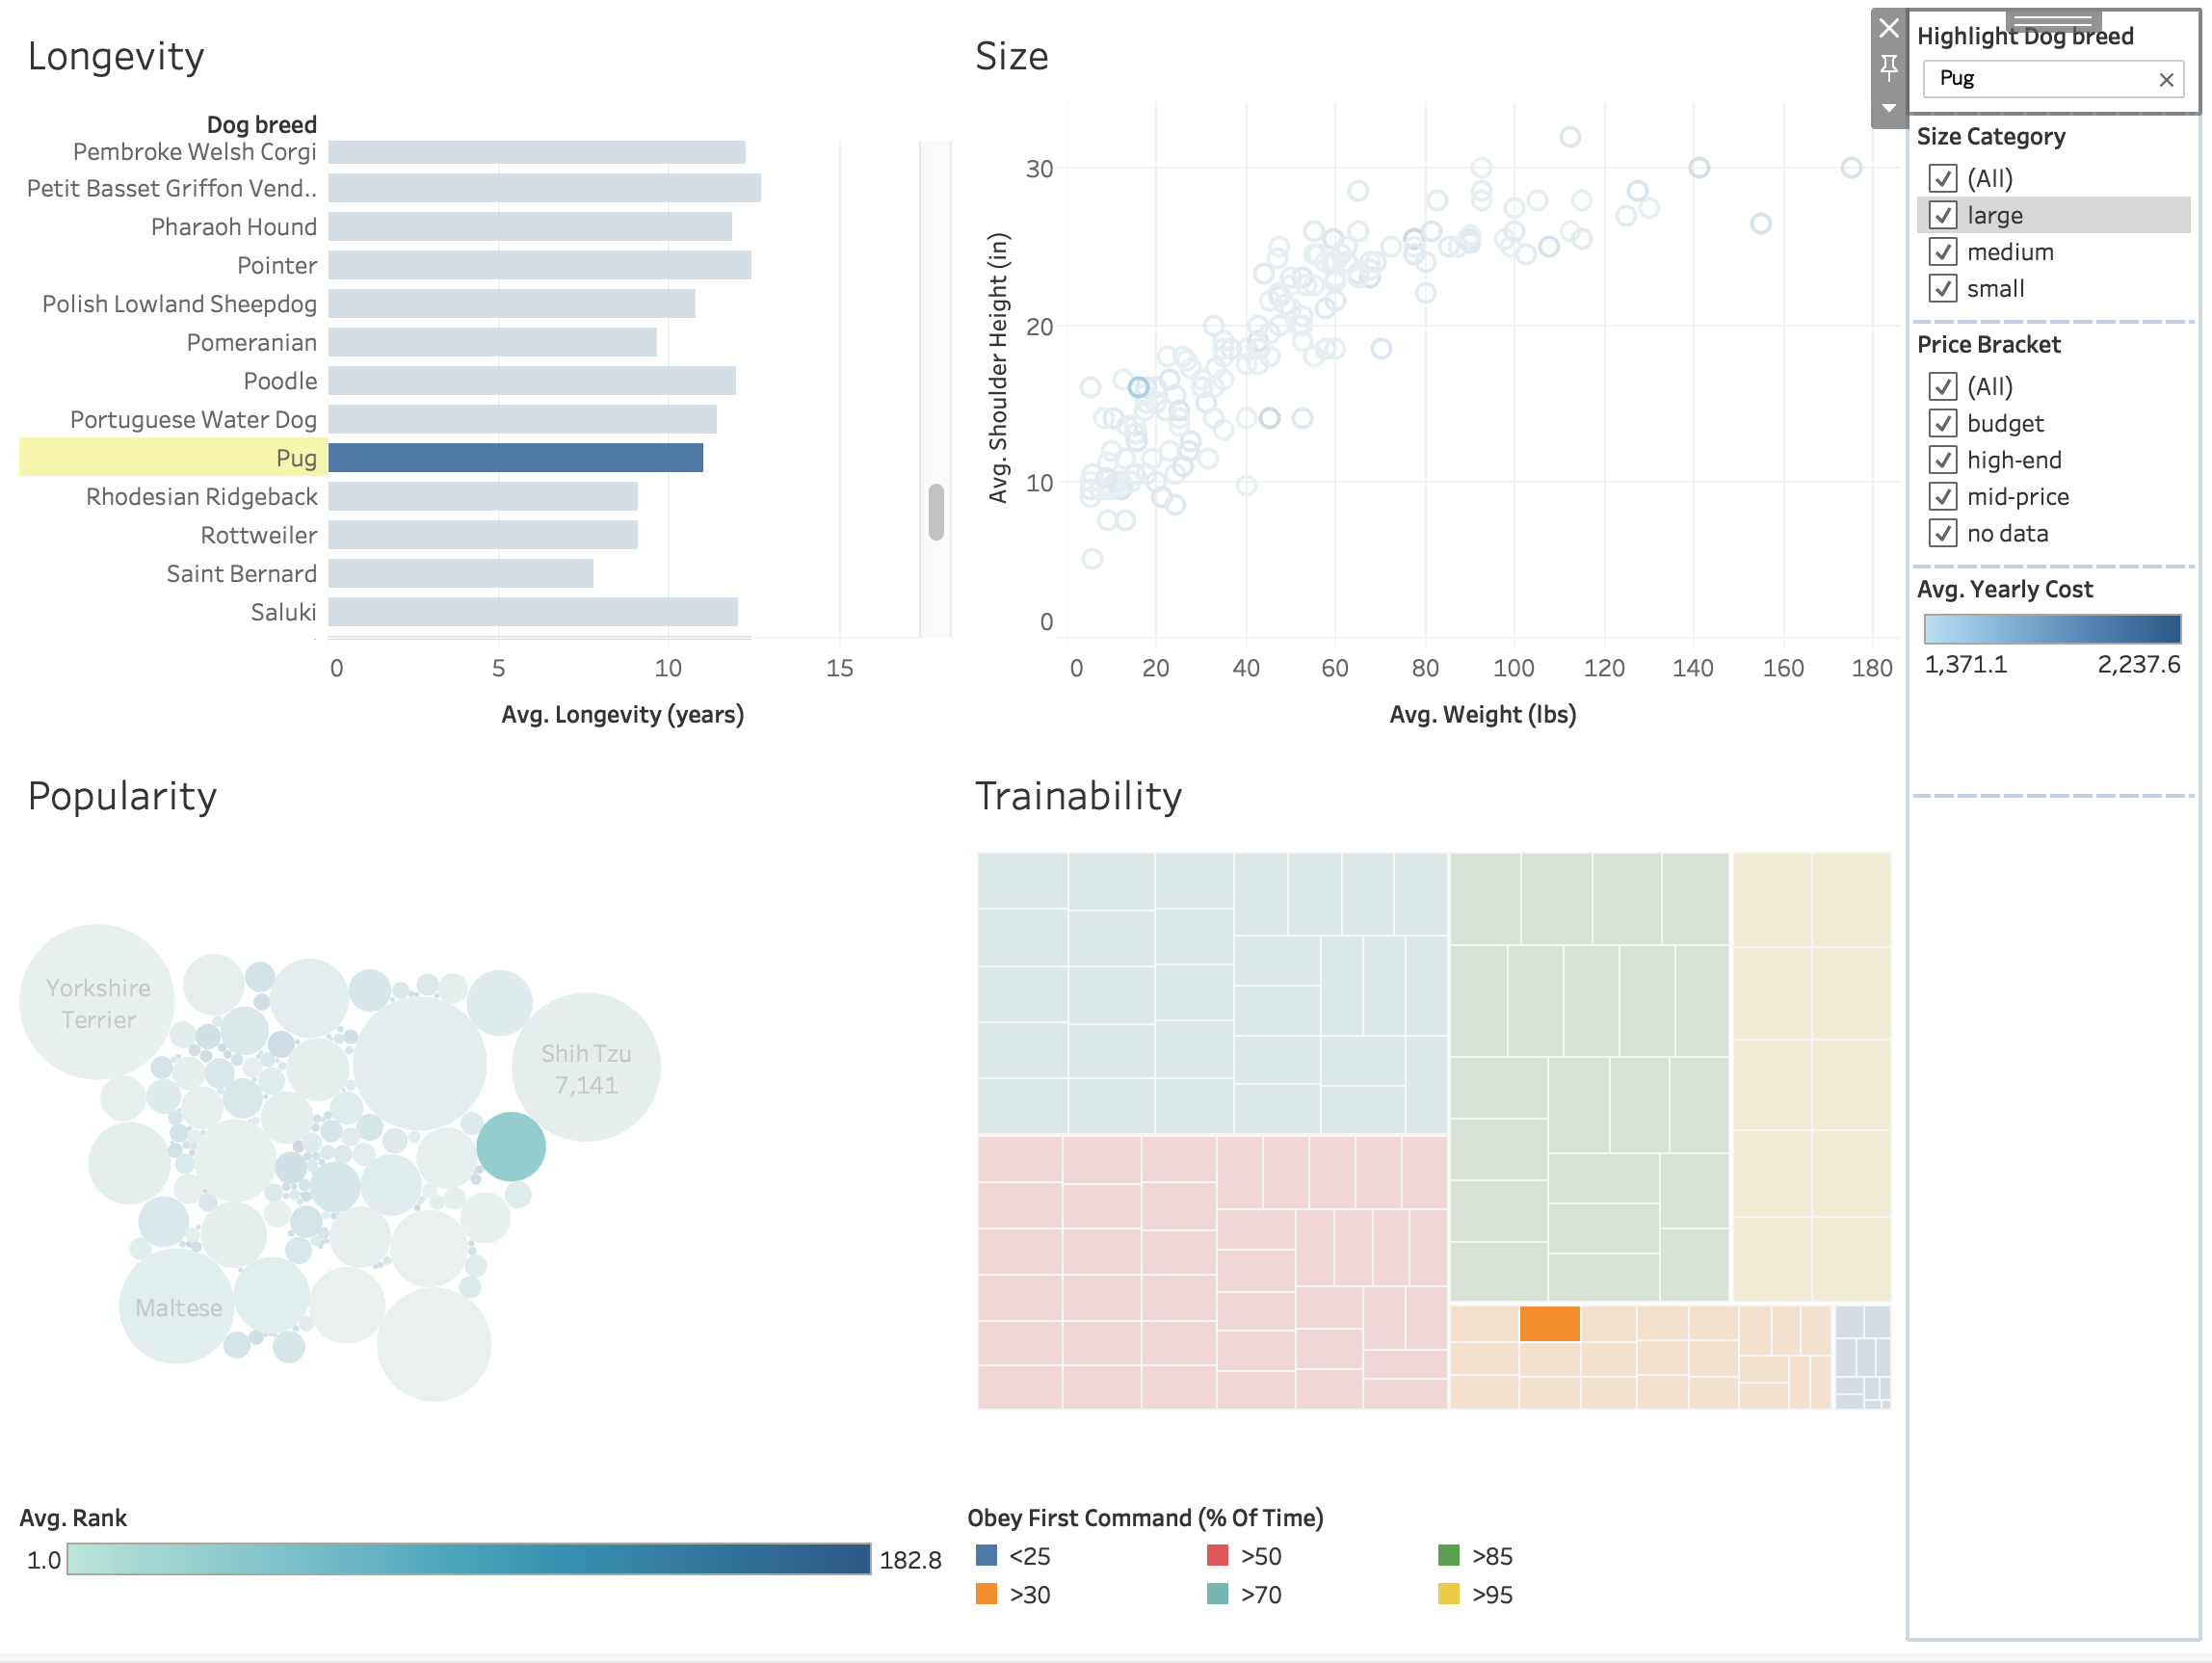 Longevity
Dog breed
Pembroke Welsh Corgi
Petit Basset Griffon Vend..
Pharaoh Hound
Pointer
Polish Lowland Sheepdog
Pomeranian
Poodle
Portuguese Water Dog
Pug
Rhodesian Ridgeback
Rottweiler
Saint Bernard
Saluki
0 5 10 15
Avg. Longevity (years)
Size
Avg. Shoulder Height (in)
30
20
10
0
0 20 40 60 80 100 120 140 160 180
Avg. Weight (lbs)
Highlight Dog breed
Pug
Size Category
(All)
large
medium
small
Price Bracket
(All)
budget
high-end
mid-price
no data
Avg. Yearly Cost
1,371.1 2,237.6
Popularity
Yorkshire
Terrier
Shih Tzu
7,141
Maltese
Avg. Rank
1.0 182.8
Trainability
Obey First Command (% Of Time)
<25 >50 >85
>30 >70 >95